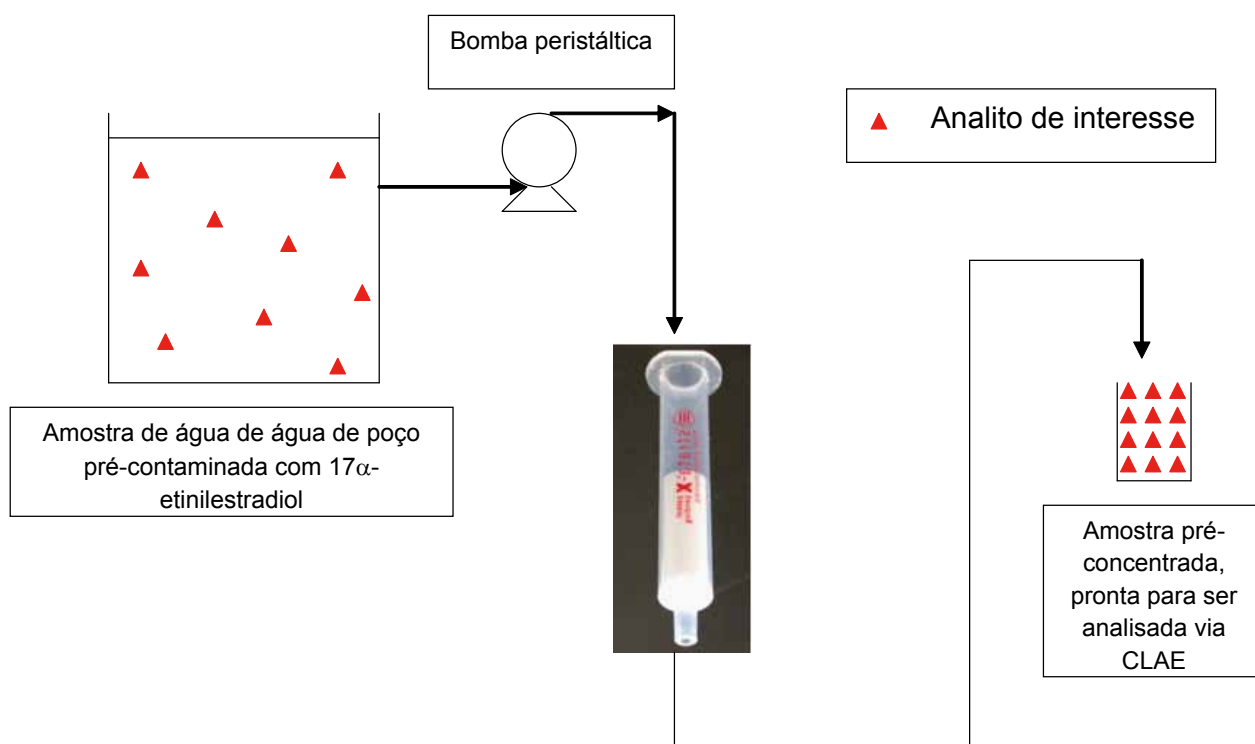 Bomba peristáltica
Analito de interesse
Amostra de água de água de poço
pré-contaminada com 17α-
etinilestradiol
Amostra pré-
concentrada,
pronta para ser
analisada via
CLAE